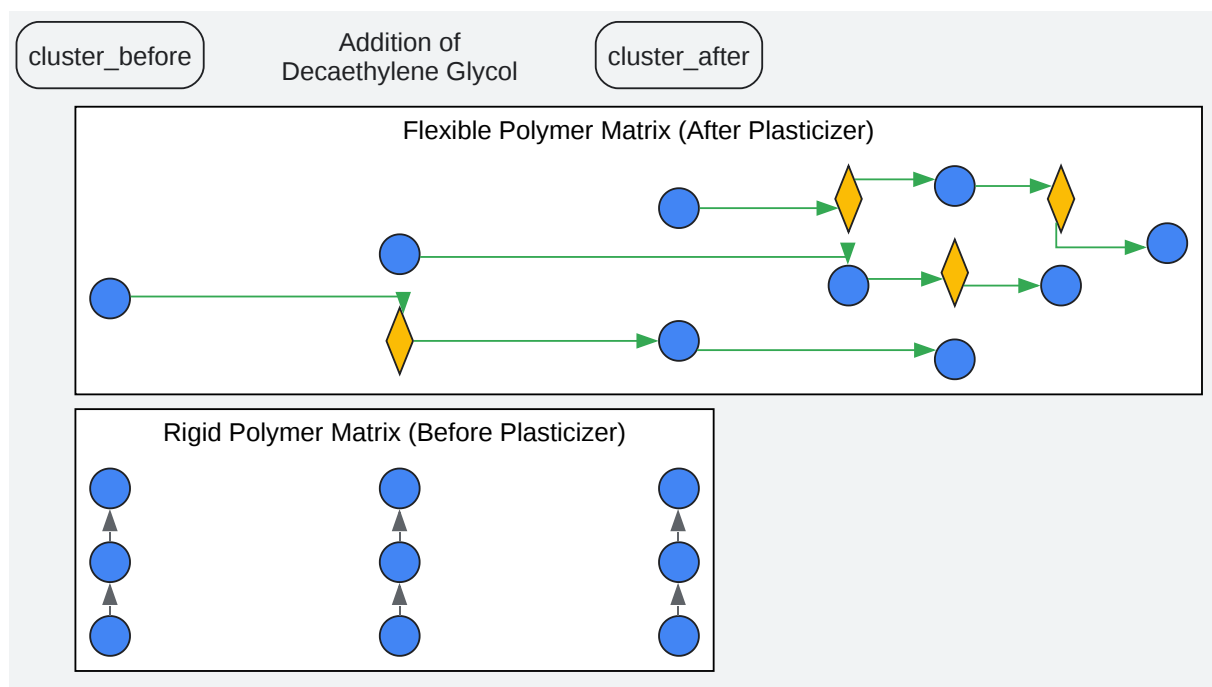 cluster_before
Addition of
Decaethylene Glycol
cluster_after
Flexible Polymer Matrix (After Plasticizer)
Rigid Polymer Matrix (Before Plasticizer)